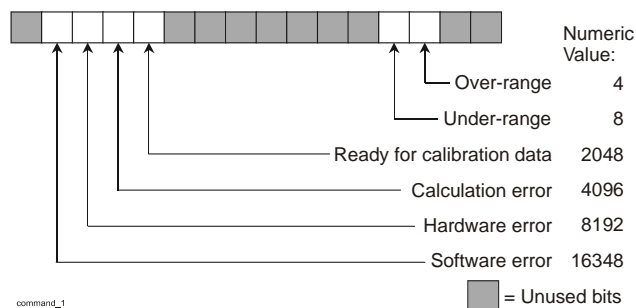 Numeric
Value:
Over-range 4
Under-range 8
Ready for calibration data 2048
Calculation error 4096
Hardware error 8192
Software error 16348
command_1
= Unused bits